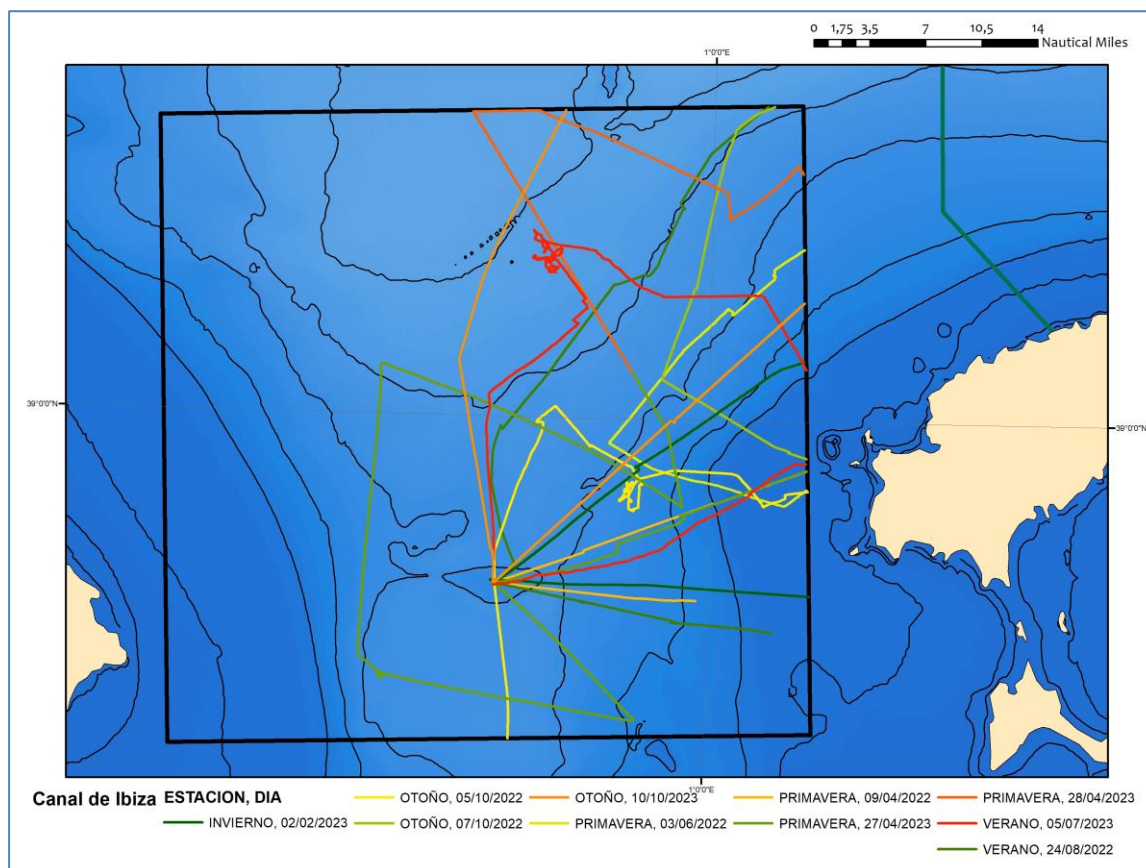 0 1,75 3,5 7 10,5 14
Nautical Miles
1°0'0"E
39°0'0"N
39°0'0"N
1°0'0"E
Canal de Ibiza ESTACION, DIA
OTOÑO, 05/10/2022
OTOÑO, 10/10/2023
PRIMAVERA, 09/04/2022
PRIMAVERA, 28/04/2023
INVIERNO, 02/02/2023
OTOÑO, 07/10/2022
PRIMAVERA, 03/06/2022
PRIMAVERA, 27/04/2023
VERANO, 05/07/2023
VERANO, 24/08/2022